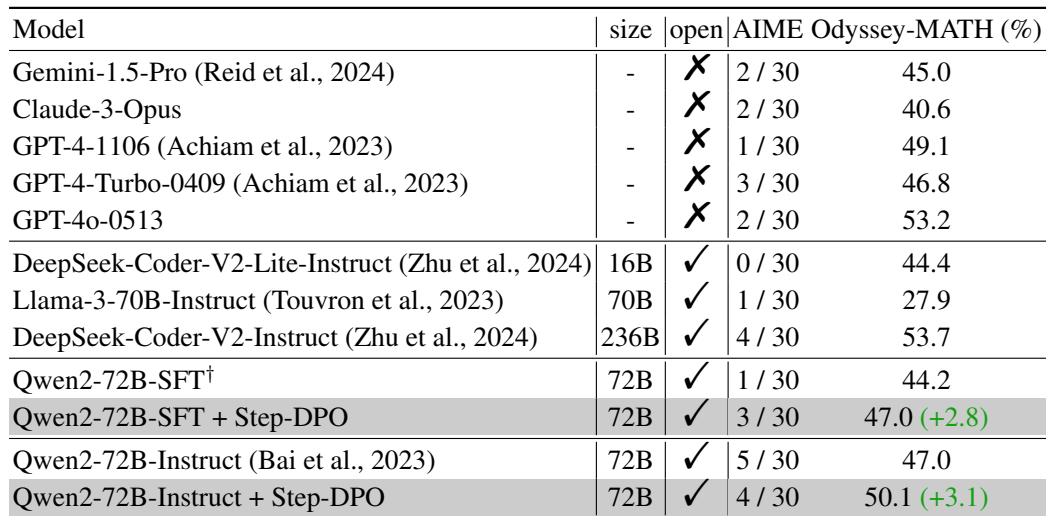 Model size open AIME Odyssey-MATH (%)
Gemini-1.5-Pro (Reid et al., 2024) - ✗ 2 / 30 45.0
Claude-3-Opus - ✗ 2 / 30 40.6
GPT-4-1106 (Achiam et al., 2023) - ✗ 1 / 30 49.1
GPT-4-Turbo-0409 (Achiam et al., 2023) - ✗ 3 / 30 46.8
GPT-4o-0513 - ✗ 2 / 30 53.2
DeepSeek-Coder-V2-Lite-Instruct (Zhu et al., 2024) 16B ✓ 0 / 30 44.4
Llama-3-70B-Instruct (Touvron et al., 2023) 70B ✓ 1 / 30 27.9
DeepSeek-Coder-V2-Instruct (Zhu et al., 2024) 236B ✓ 4 / 30 53.7
Qwen2-72B-SFT† 72B ✓ 1 / 30 44.2
Qwen2-72B-SFT + Step-DPO 72B ✓ 3 / 30 47.0 (+2.8)
Qwen2-72B-Instruct (Bai et al., 2023) 72B ✓ 5 / 30 47.0
Qwen2-72B-Instruct + Step-DPO 72B ✓ 4 / 30 50.1 (+3.1)